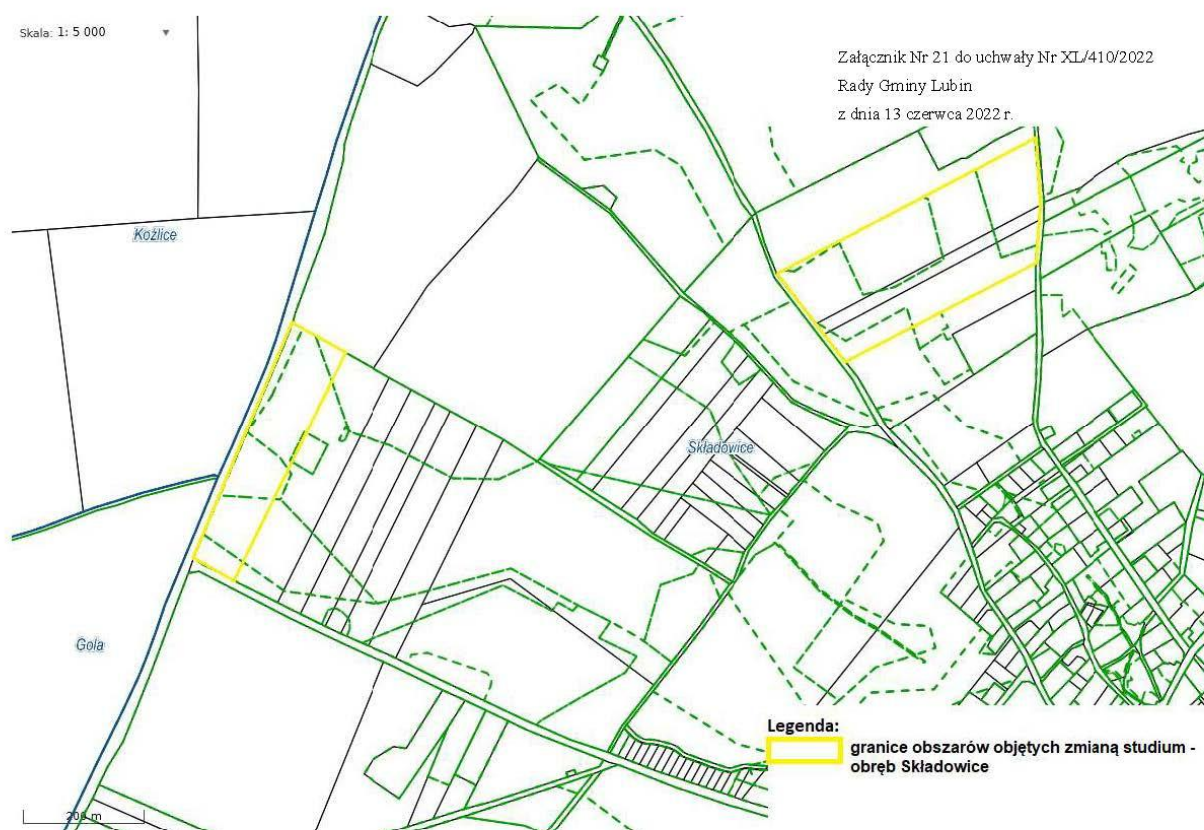 Skala: 1: 5 000
Załącznik Nr 21 do uchwały Nr XL/410/2022
Rady Gminy Lubin
z dnia 13 czerwca 2022 r.
Koźlice
Składowice
Gola
Legenda:
granice obszarów objętych zmianą studium -
obręb Składowice
200 m